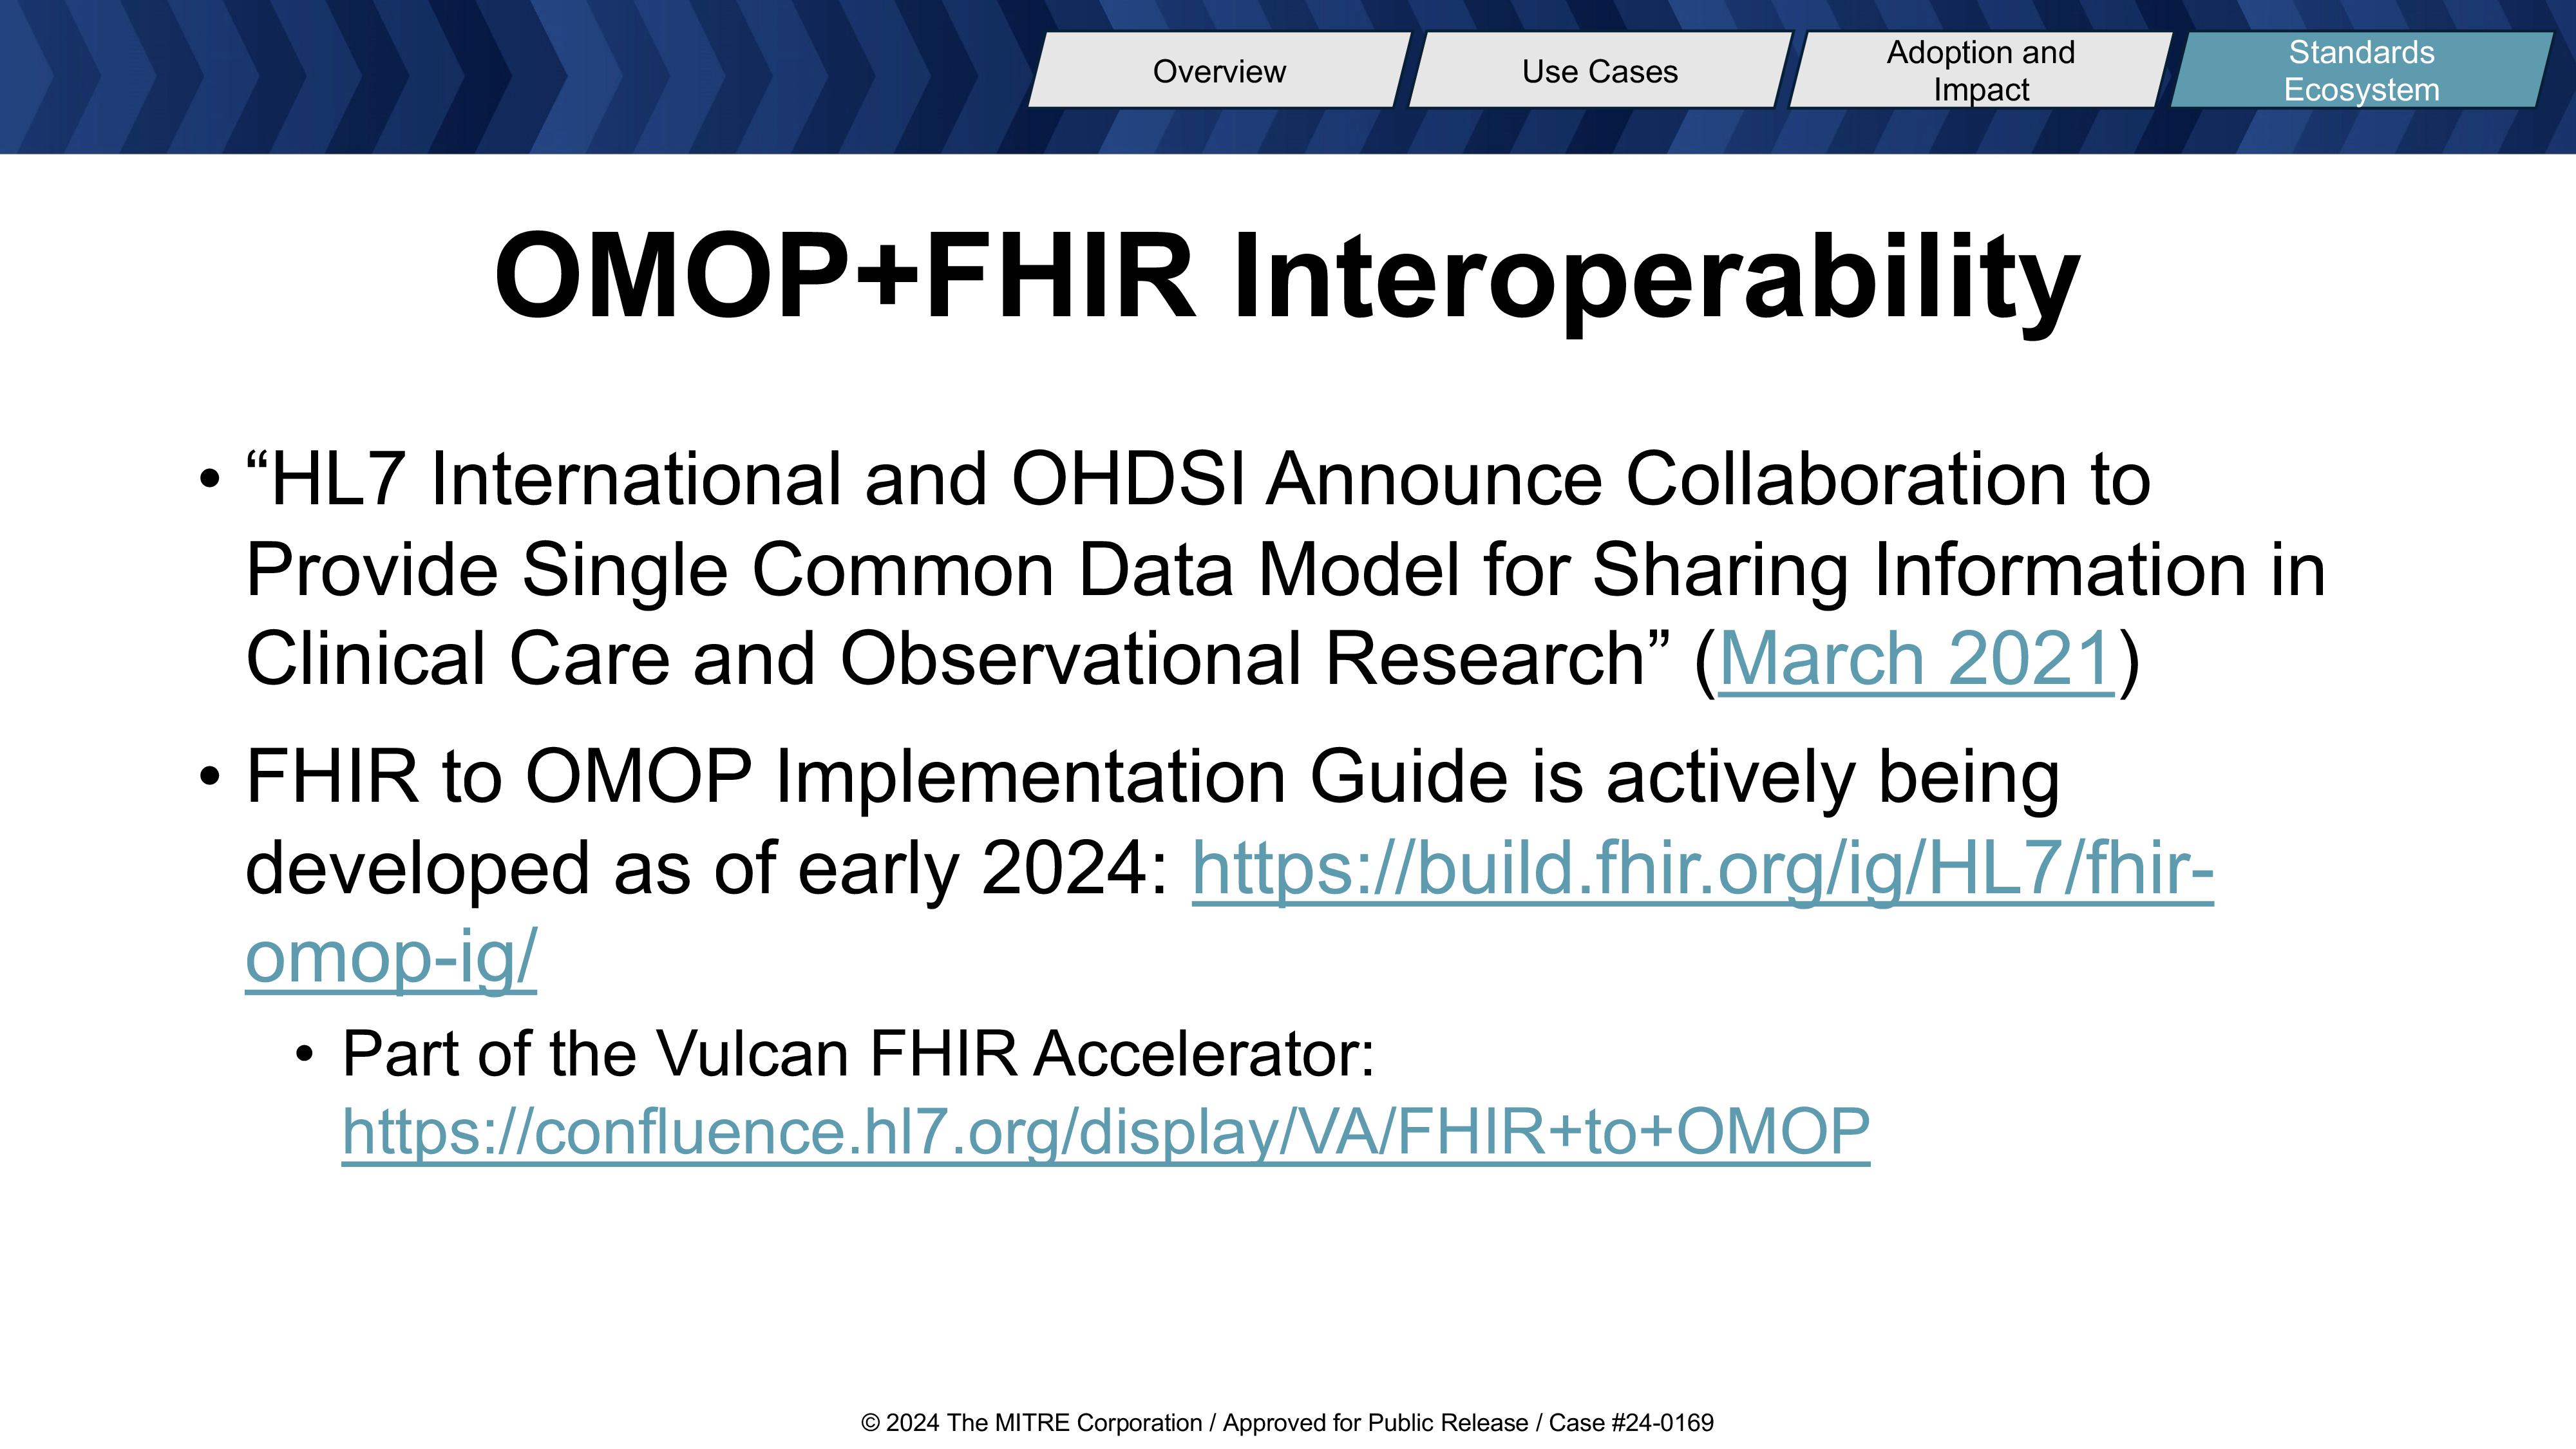 Overview
Use Cases
Adoption and
Impact
Standards
Ecosystem
OMOP+FHIR Interoperability
• “HL7 International and OHDSI Announce Collaboration to
Provide Single Common Data Model for Sharing Information in
Clinical Care and Observational Research” (March 2021)
• FHIR to OMOP Implementation Guide is actively being
developed as of early 2024: https://build.fhir.org/ig/HL7/fhir-
omop-ig/
• Part of the Vulcan FHIR Accelerator:
https://confluence.hl7.org/display/VA/FHIR+to+OMOP
© 2024 The MITRE Corporation / Approved for Public Release / Case #24-0169